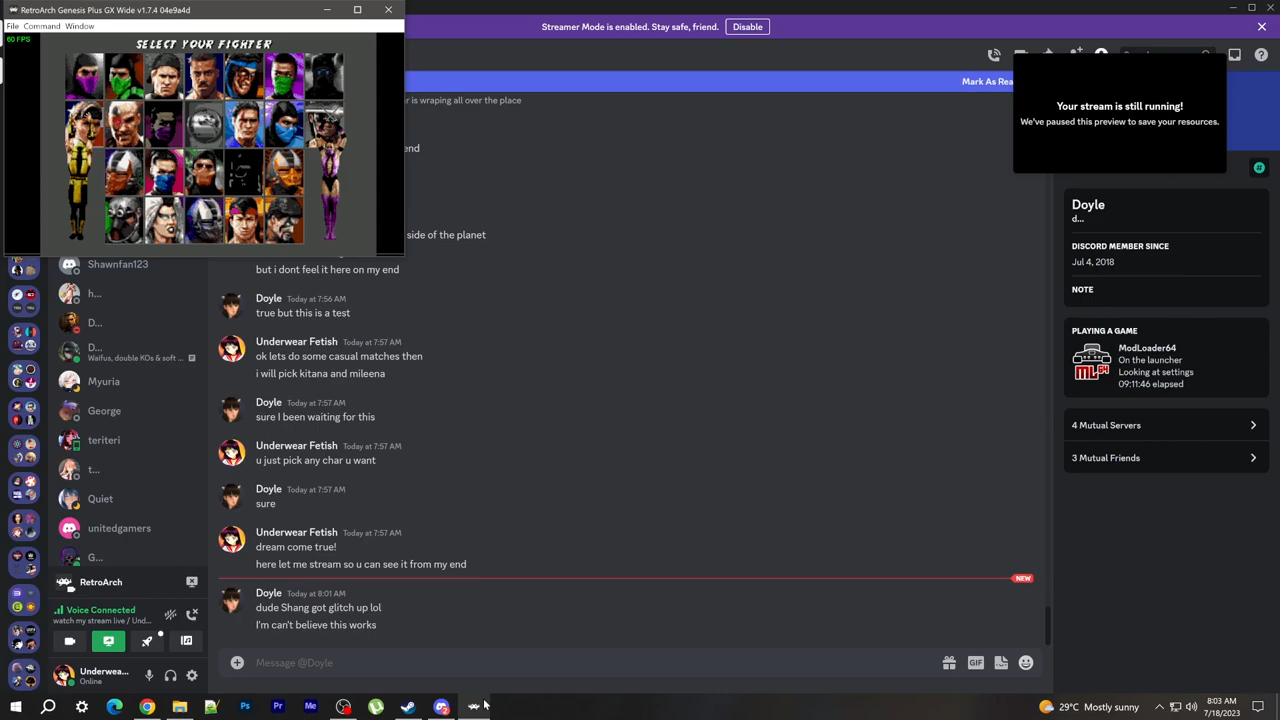 RetroArch Genesis Plus GX Wide v1.7.4 04e9a4d
File Command Window
60 FPS
SELECT YOUR FIGHTER
Streamer Mode is enabled. Stay safe, friend.
Disable
Mark As Rea
Your stream is still running!
We've paused this preview to save your resources.
r is wraping all over the place
end
side of the planet
but i dont feel it here on my end
Doyle Today at 7:56 AM
true but this is a test
Underwear Fetish Today at 7:57 AM
ok lets do some casual matches then
i will pick kitana and mileena
Doyle Today at 7:57 AM
sure I been waiting for this
Underwear Fetish Today at 7:57 AM
u just pick any char u want
Doyle Today at 7:57 AM
sure
Underwear Fetish Today at 7:57 AM
dream come true!
here let me stream so u can see it from my end
NEW
Doyle Today at 8:01 AM
dude Shang got glitch up lol
I'm can't believe this works
Message @Doyle
GIF
Shawnfan123
h...
D...
D...
Waifus, double KOs & soft ...
Myuria
George
teriteri
t...
Quiet
unitedgamers
G...
RetroArch
Voice Connected
watch my stream live / Und...
Underwea...
Online
Doyle
d...
DISCORD MEMBER SINCE
Jul 4, 2018
NOTE
PLAYING A GAME
ModLoader64
On the launcher
Looking at settings
09:11:46 elapsed
4 Mutual Servers
3 Mutual Friends
29°C Mostly sunny
8:03 AM
7/18/2023